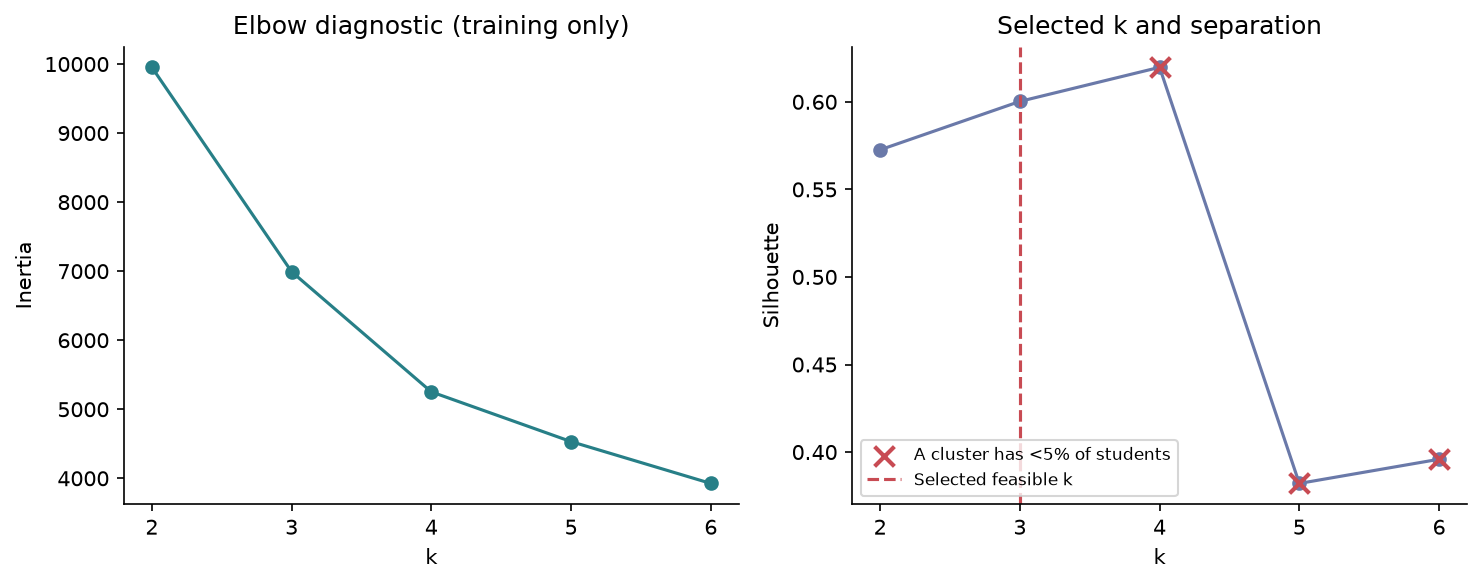 Elbow diagnostic (training only)
Inertia
10000
9000
8000
7000
6000
5000
4000
2
3
4
5
6
k
Selected k and separation
Silhouette
0.60
0.55
0.50
0.45
0.40
A cluster has <5% of students
Selected feasible k
2
3
4
5
6
k